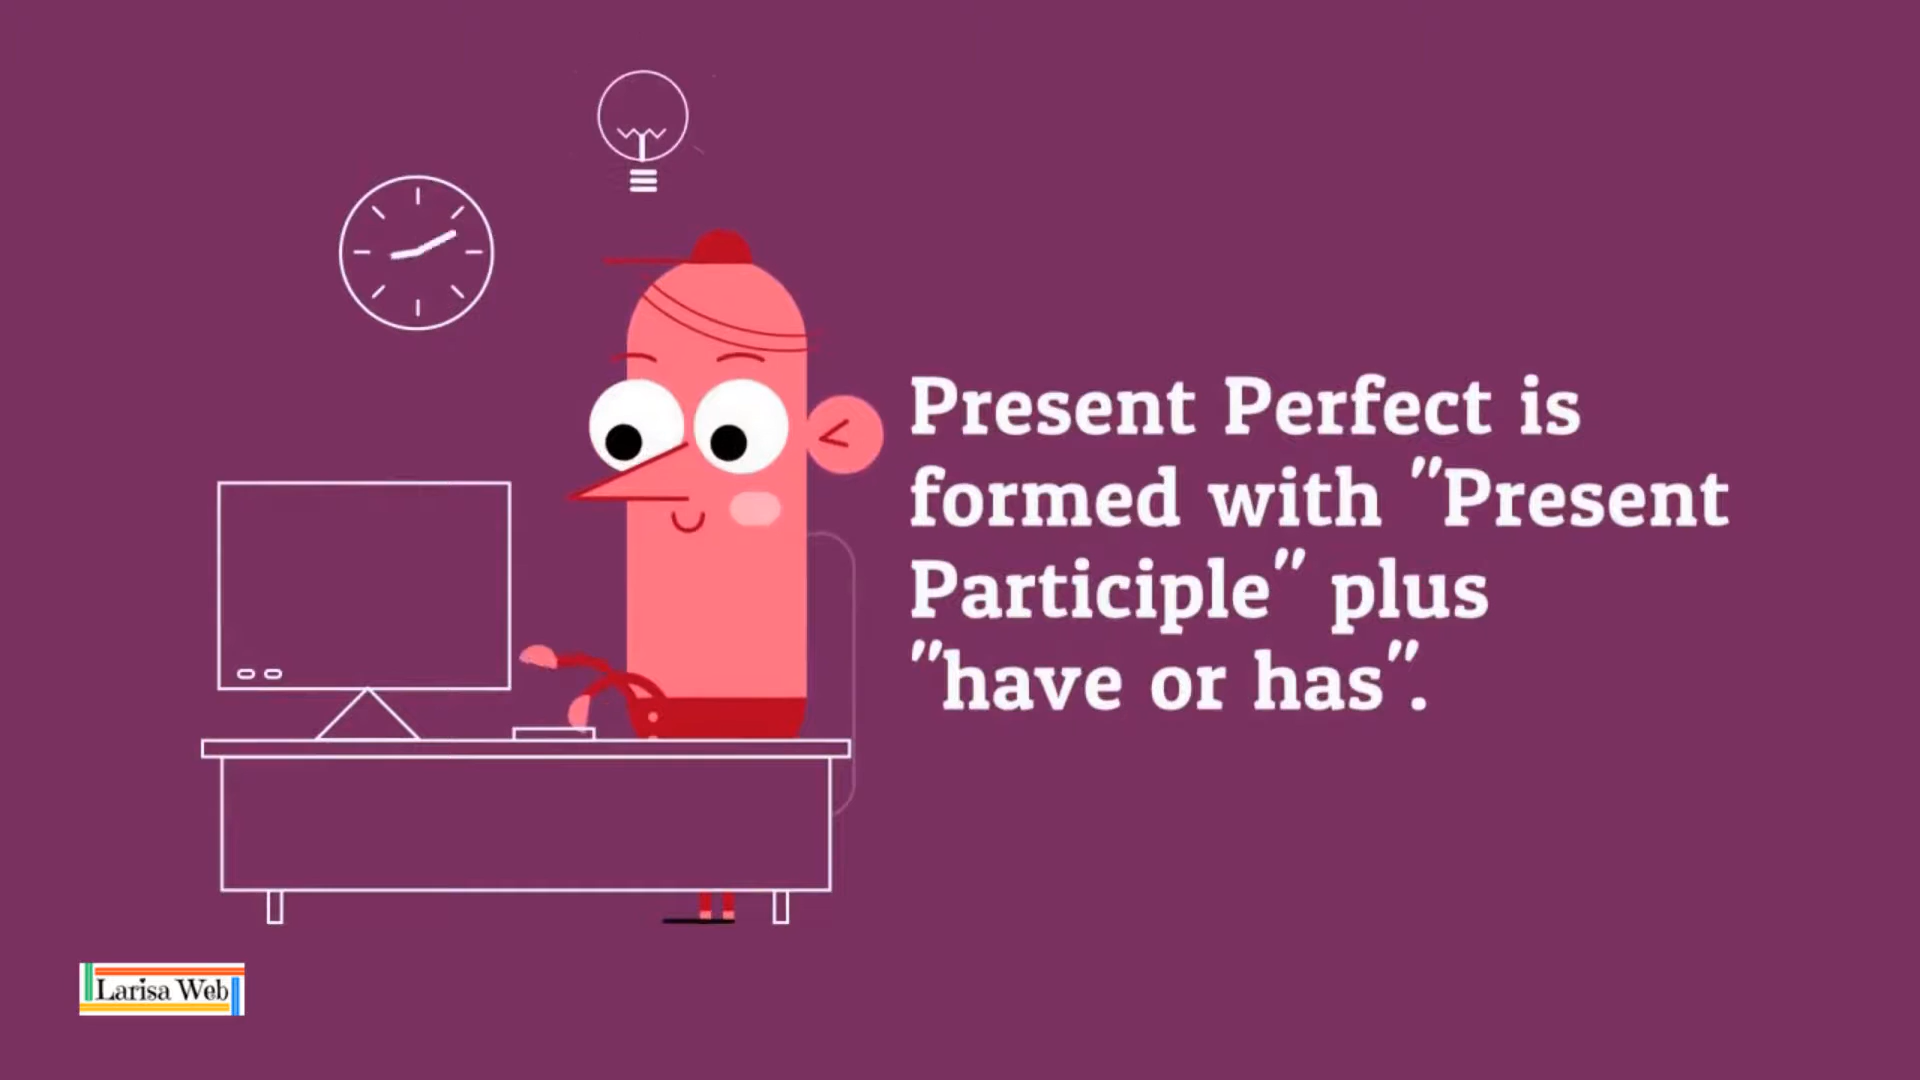 Present Perfect is
formed with "Present
Participle" plus
"have or has".
Larisa Web